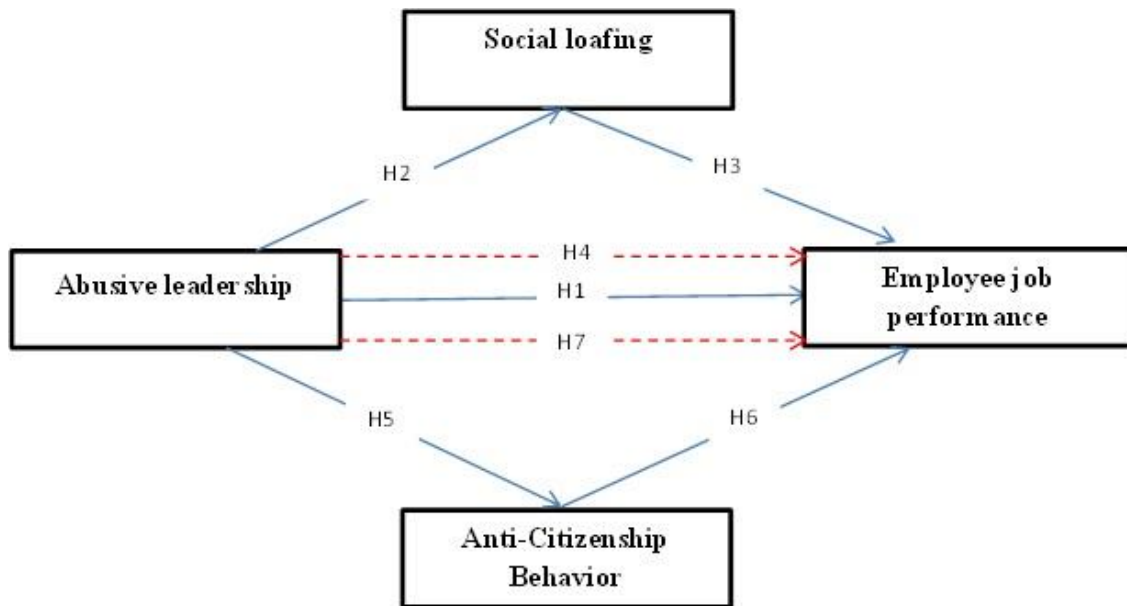 Social loafing
H2
H3
H4
Abusive leadership
H1
Employee job
performance
H7
H5
H6
Anti-Citizenship
Behavior